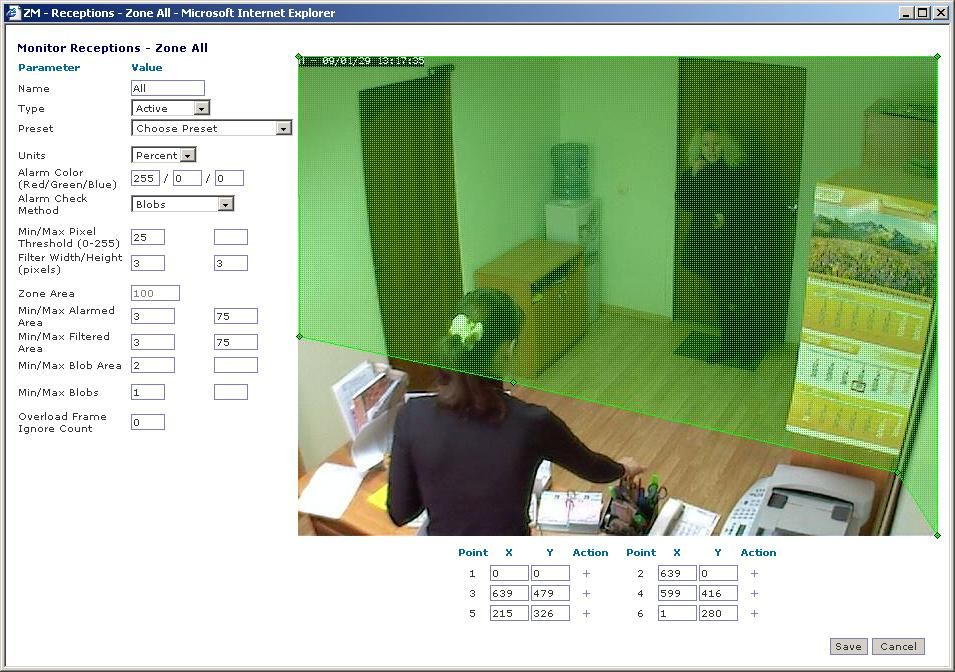 ZM - Receptions - Zone All - Microsoft Internet Explorer
Monitor Receptions - Zone All
Parameter Value
Name All
Type Active
Preset Choose Preset
Units Percent
Alarm Color
(Red/Green/Blue) 255 / 0 / 0
Alarm Check
Method Blobs
Min/Max Pixel
Threshold (0-255) 25
Filter Width/Height
(pixels) 3 3
Zone Area 100
Min/Max Alarmed
Area 3 75
Min/Max Filtered
Area 3 75
Min/Max Blob Area 2
Min/Max Blobs 1
Overload Frame
Ignore Count 0
- 09/01/29 13:17:35
Point X Y Action Point X Y Action
1 0 0 + 2 639 0 +
3 639 479 + 4 599 416 +
5 215 326 + 6 1 280 +
Save Cancel